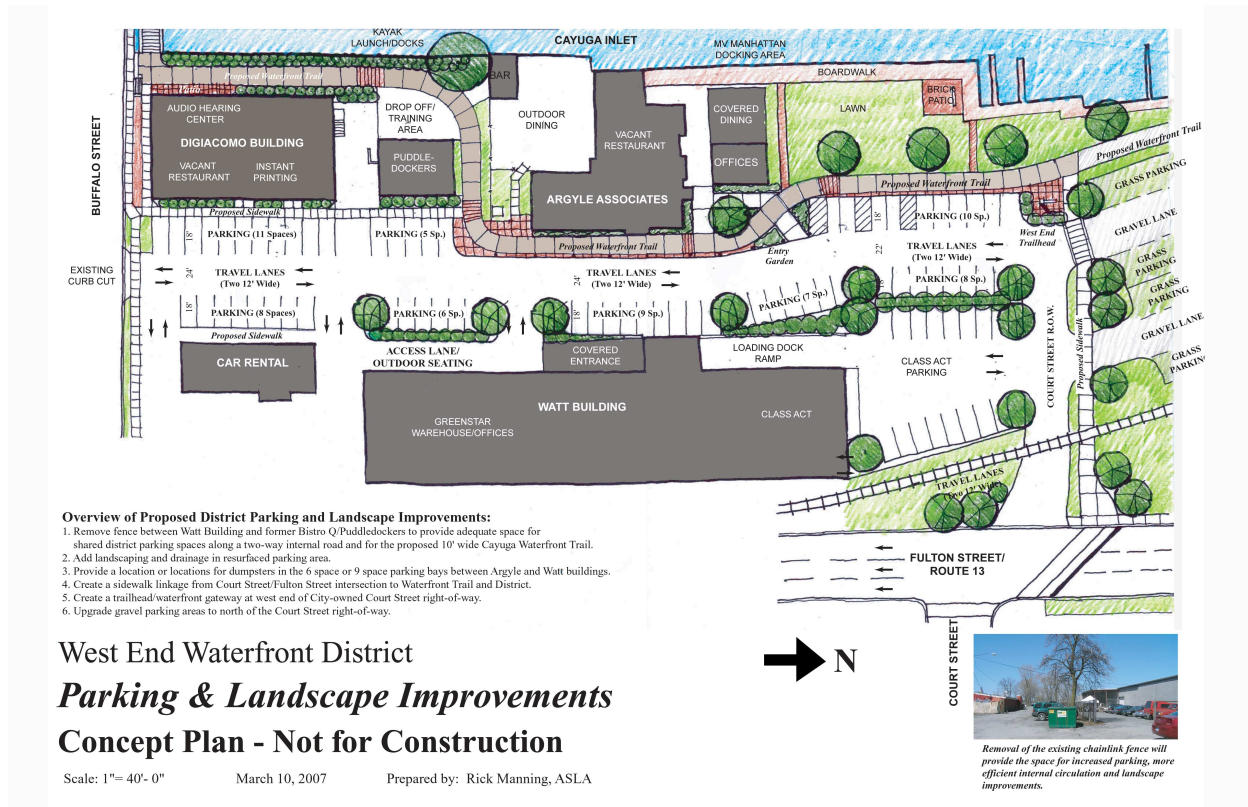 KAYAK
LAUNCH/DOCKS
CAYUGA INLET
MV MANHATTAN
DOCKING AREA
BOARDWALK
Proposed Waterfront Trail
BAR
BRICK
PATIO
AUDIO HEARING
CENTER
DIGIACOMO BUILDING
VACANT
RESTAURANT
INSTANT
PRINTING
DROP OFF/
TRAINING
AREA
PUDDLE-
DOCKERS
OUTDOOR
DINING
VACANT
RESTAURANT
ARGYLE ASSOCIATES
COVERED
DINING
OFFICES
LAWN
Proposed Waterfront Trail
Proposed Waterfront Trail
GRASS PARKING
GRAVEL LANE
GRASS
PARKING
GRASS
PARKING
GRAVEL LANE
GRASS
PARKING
BUFFALO STREET
Proposed Sidewalk
18'
PARKING (11 Spaces)
PARKING (5 Sp.)
Proposed Waterfront Trail
Entry
Garden
18'
PARKING (10 Sp.)
West End
Trailhead
EXISTING
CURB CUT
24'
TRAVEL LANES
(Two 12' Wide)
24'
TRAVEL LANES
(Two 12' Wide)
22'
TRAVEL LANES
(Two 12' Wide)
18'
PARKING (8 Spaces)
PARKING (6 Sp.)
18'
PARKING (9 Sp.)
PARKING (7 Sp.)
18'
PARKING (8 Sp.)
Proposed Sidewalk
CAR RENTAL
ACCESS LANE/
OUTDOOR SEATING
COVERED
ENTRANCE
LOADING DOCK
RAMP
CLASS ACT
PARKING
COURT STREET R.O.W.
Proposed Sidewalk
WATT BUILDING
GREENSTAR
WAREHOUSE/OFFICES
CLASS ACT
TRAVEL LANES
(Two 12' Wide)
FULTON STREET/
ROUTE 13
COURT STREET
Overview of Proposed District Parking and Landscape Improvements:
1. Remove fence between Watt Building and former Bistro Q/Puddledockers to provide adequate space for
shared district parking spaces along a two-way internal road and for the proposed 10' wide Cayuga Waterfront Trail.
2. Add landscaping and drainage in resurfaced parking area.
3. Provide a location or locations for dumpsters in the 6 space or 9 space parking bays between Argyle and Watt buildings.
4. Create a sidewalk linkage from Court Street/Fulton Street intersection to Waterfront Trail and District.
5. Create a trailhead/waterfront gateway at west end of City-owned Court Street right-of-way.
6. Upgrade gravel parking areas to north of the Court Street right-of-way.
West End Waterfront District
Parking & Landscape Improvements
Concept Plan - Not for Construction
Scale: 1"= 40'- 0"
March 10, 2007
Prepared by: Rick Manning, ASLA
N
Removal of the existing chainlink fence will
provide the space for increased parking, more
efficient internal circulation and landscape
improvements.